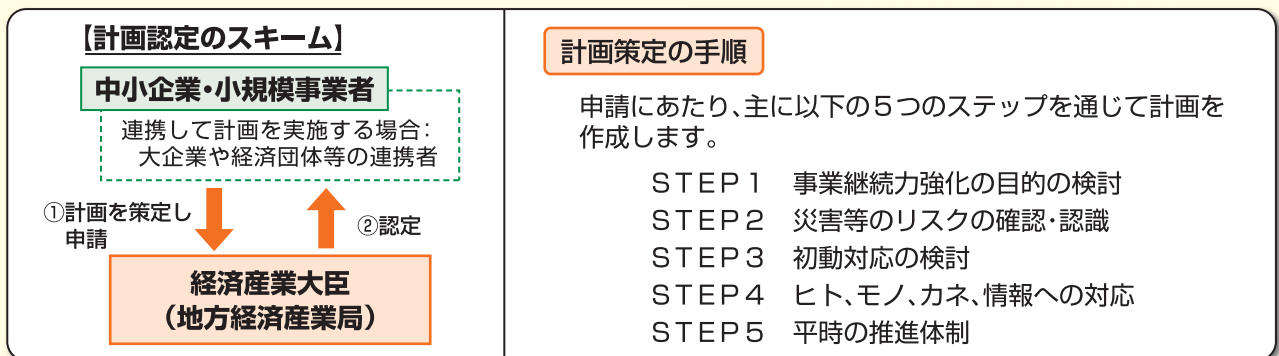 【計画認定のスキーム】
中小企業・小規模事業者
連携して計画を実施する場合：
大企業や経済団体等の連携者
①計画を策定し
申請
②認定
経済産業大臣
（地方経済産業局）
計画策定の手順
申請にあたり、主に以下の５つのステップを通じて計画を
作成します。
ＳＴＥＰ１　事業継続力強化の目的の検討
ＳＴＥＰ２　災害等のリスクの確認・認識
ＳＴＥＰ３　初動対応の検討
ＳＴＥＰ４　ヒト、モノ、カネ、情報への対応
ＳＴＥＰ５　平時の推進体制